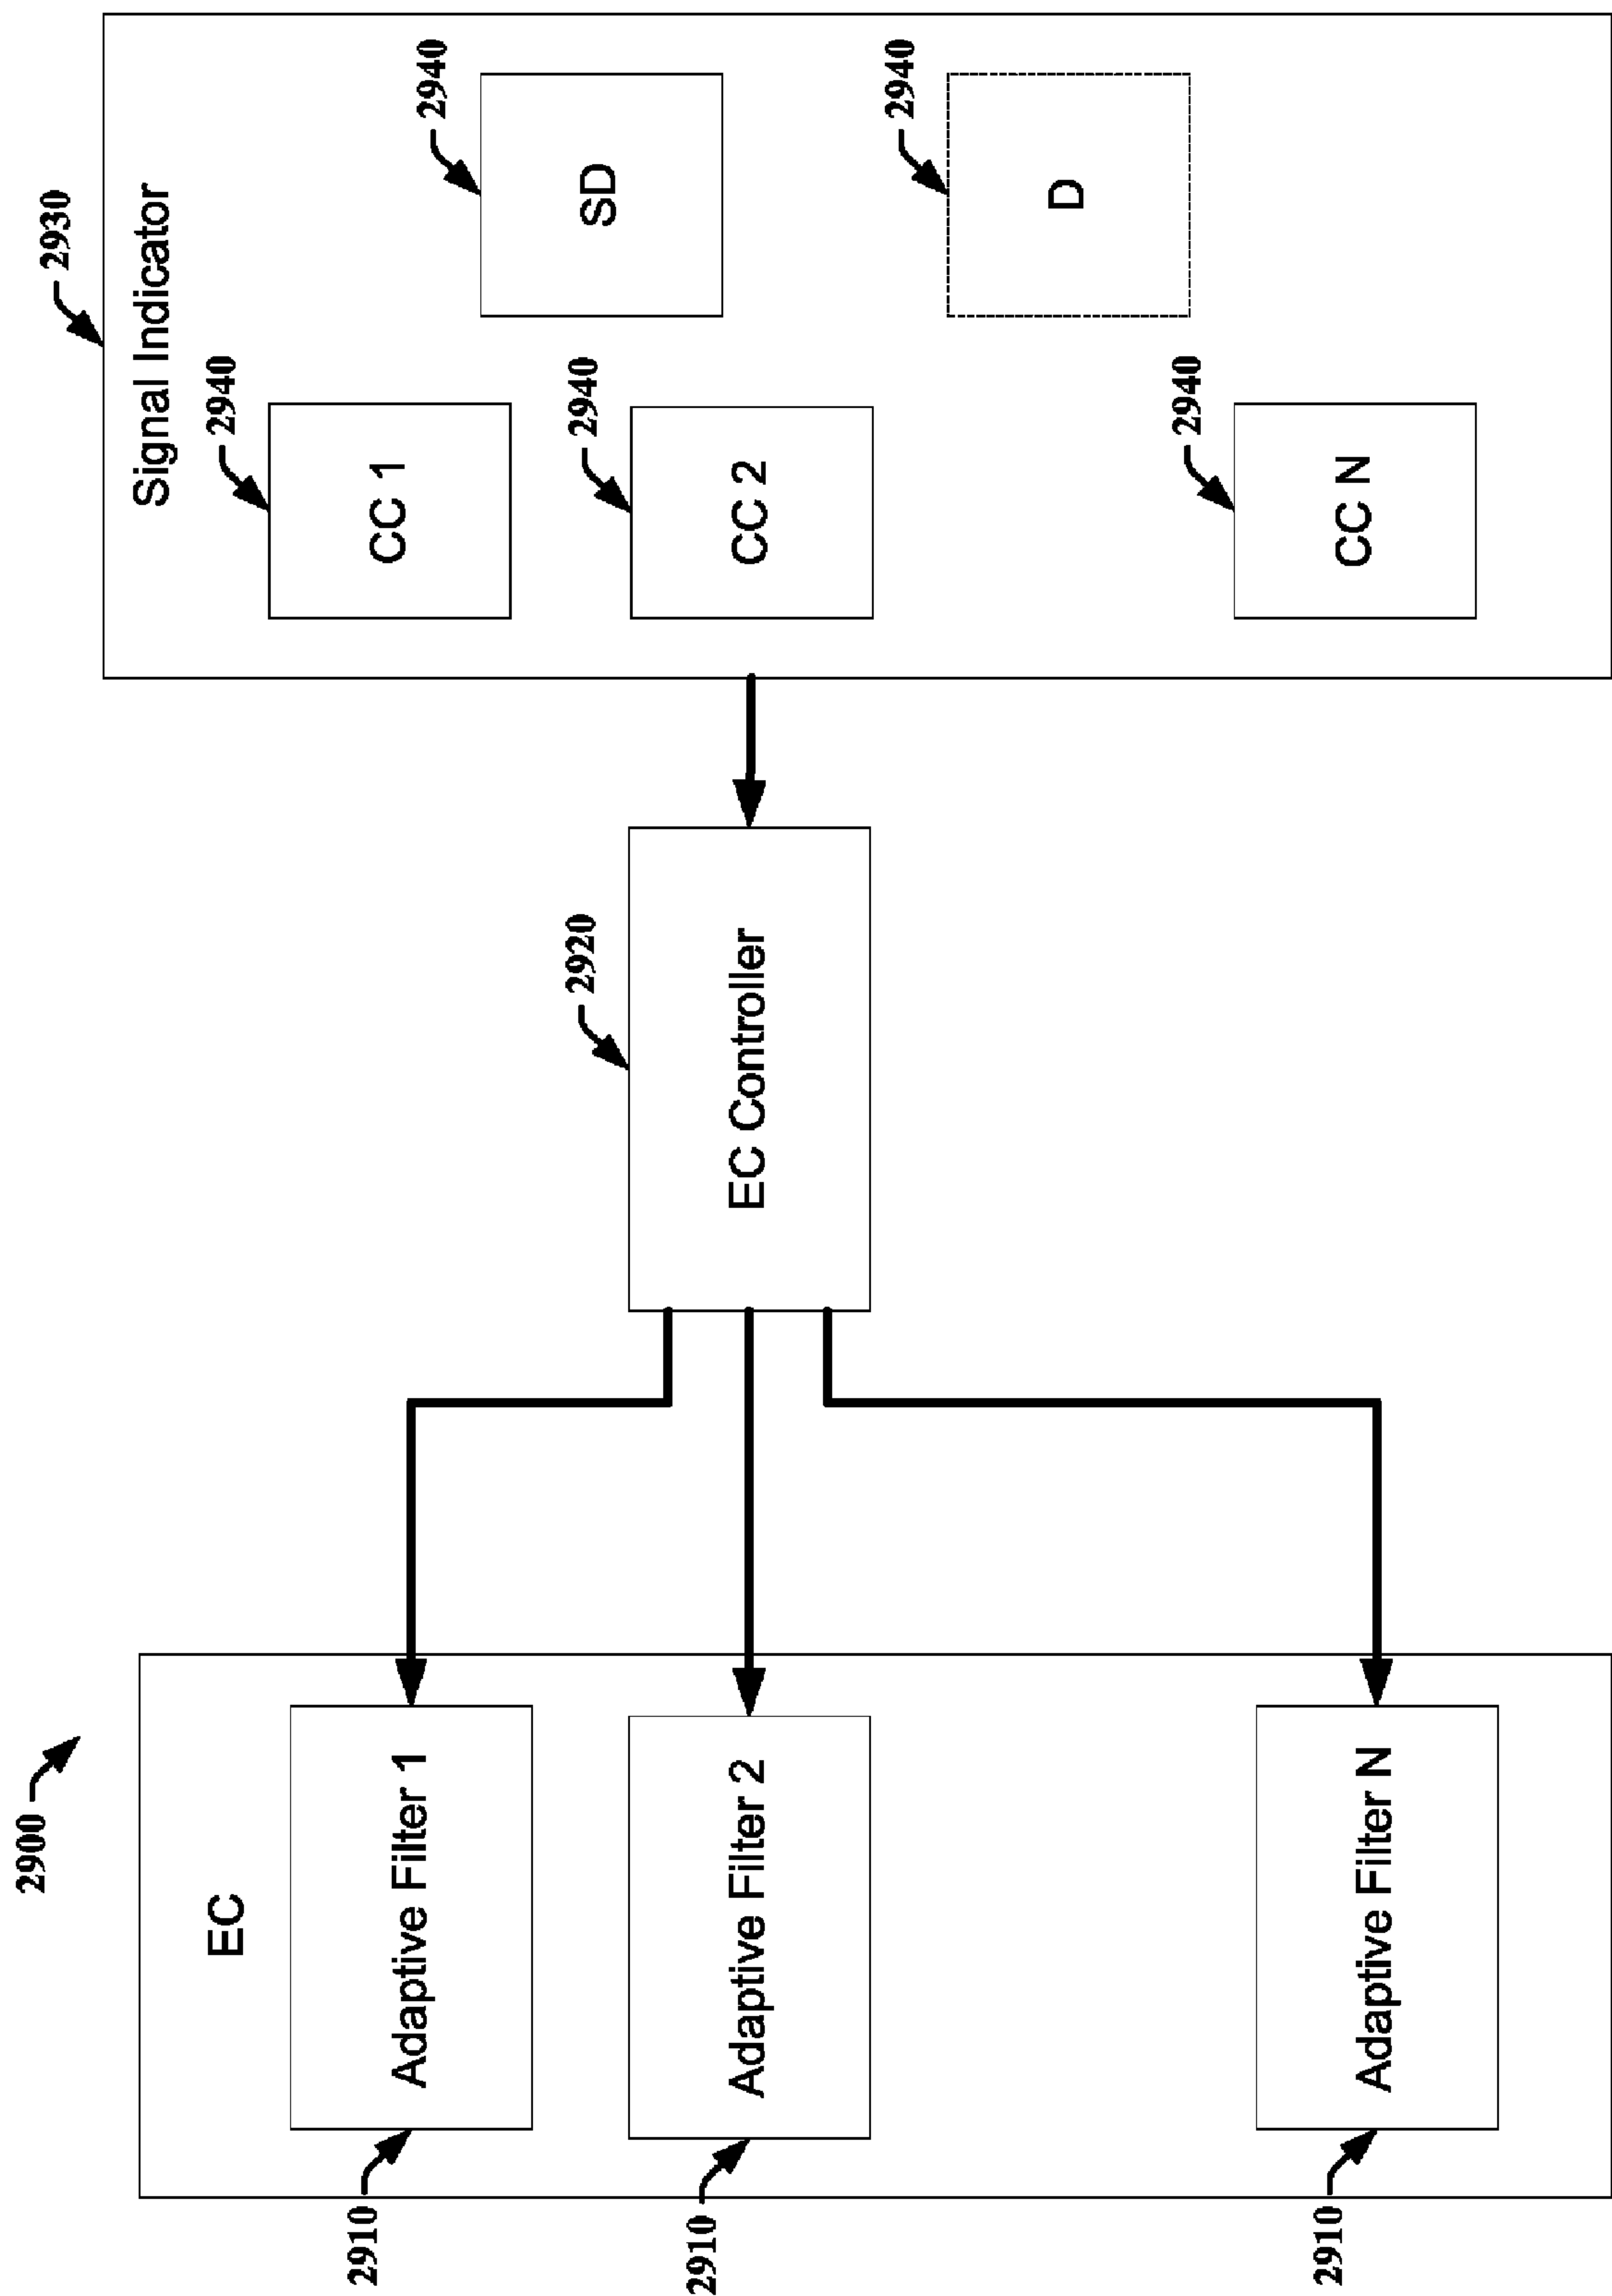 2900
EC
Adaptive Filter 1
2910
Adaptive Filter 2
2910
Adaptive Filter N
2910
EC Controller
2920
2930
Signal Indicator
CC 1
2940
CC 2
2940
CC N
2940
SD
2940
D
2940